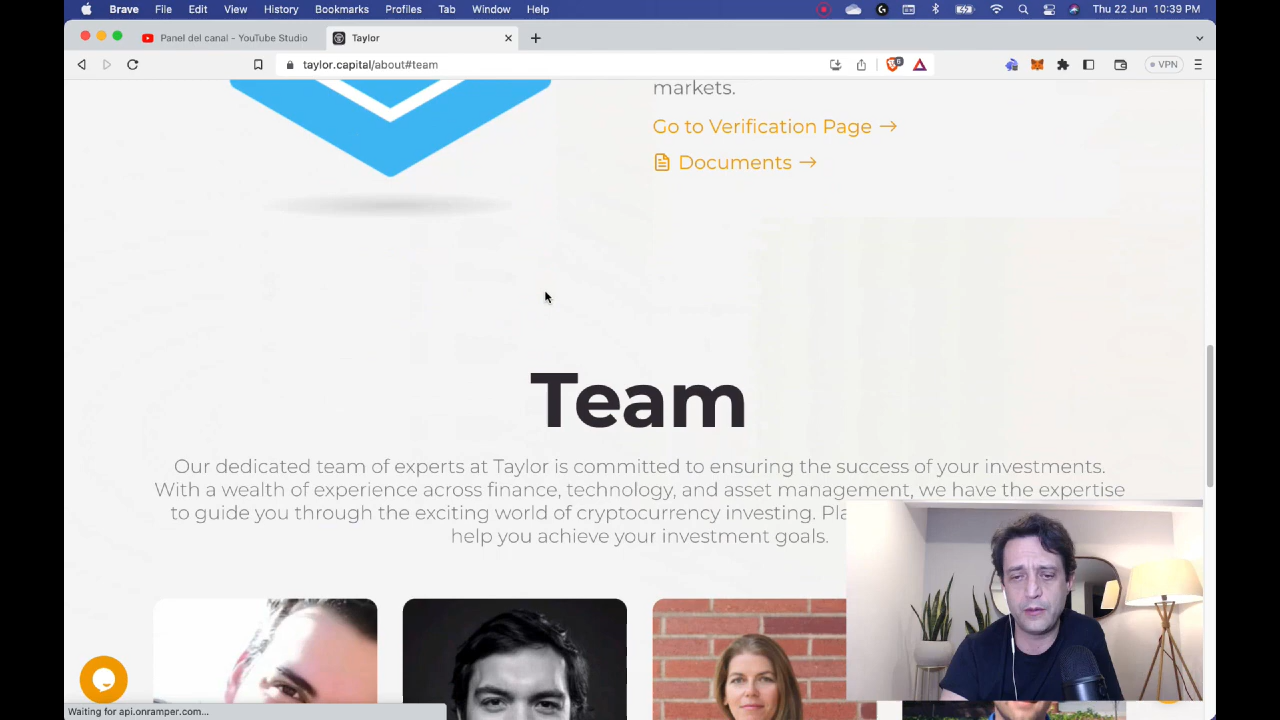 Brave File Edit View History Bookmarks Profiles Tab Window Help Thu 22 Jun 10:39 PM
Panel del canal - YouTube Studio Taylor
taylor.capital/about#team 6 VPN
markets.
Go to Verification Page →
Documents →
Team
Our dedicated team of experts at Taylor is committed to ensuring the success of your investments.
With a wealth of experience across finance, technology, and asset management, we have the expertise
to guide you through the exciting world of cryptocurrency investing.
help you achieve your investment goals.
Waiting for api.onramper.com...